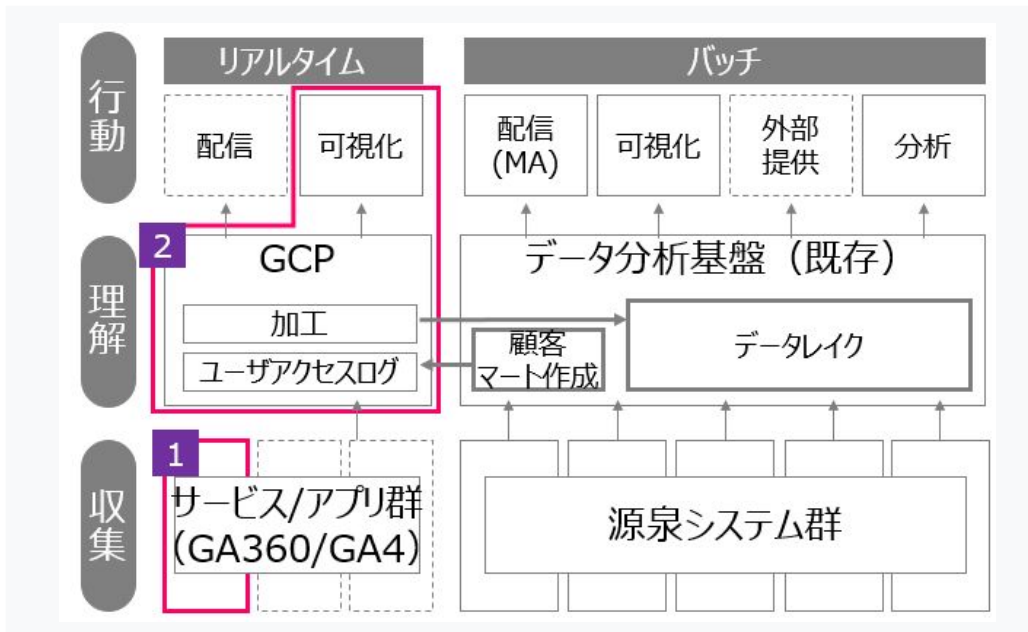 行動
リアルタイム
バッチ
配信
可視化
配信
(MA)
可視化
外部
提供
分析
理解
2
GCP
加工
ユーザアクセスログ
データ分析基盤（既存）
顧客
マート作成
データレイク
収集
1
サービス/アプリ群
（GA360/GA4）
源泉システム群